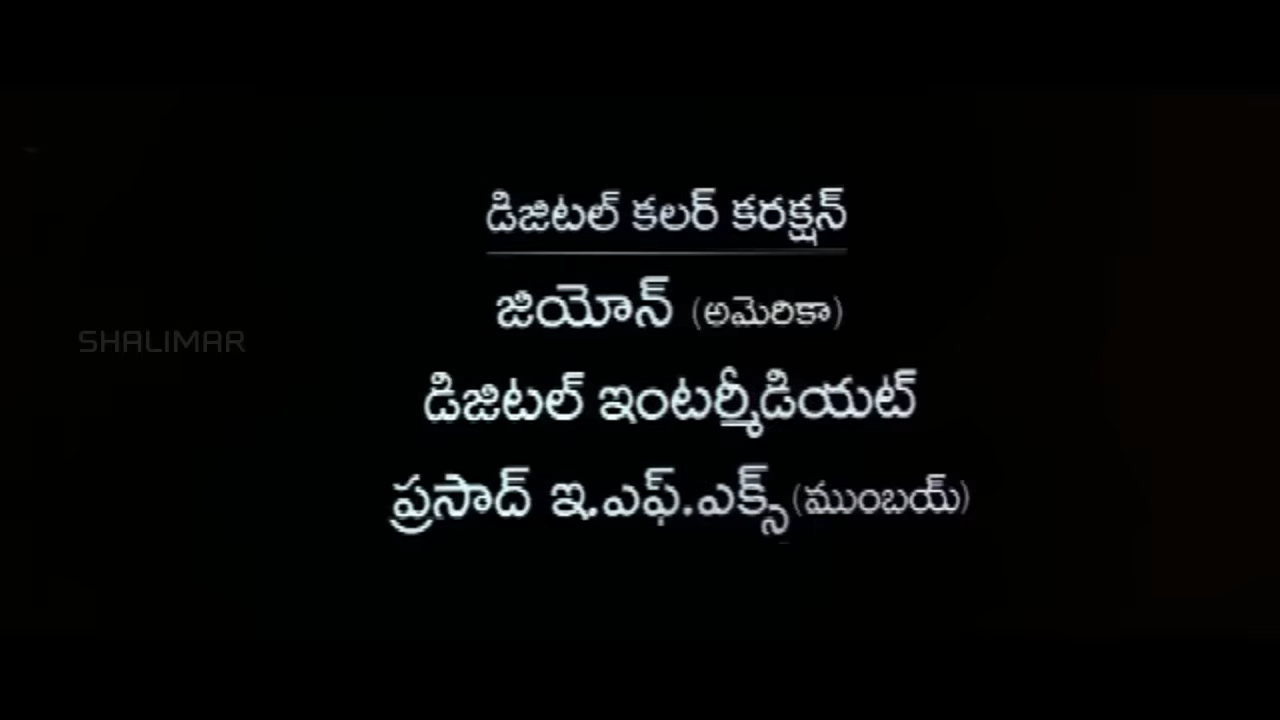 డిజిటల్ కలర్ కరక్షన్
జియోన్ (అమెరికా)
SHALIMAR
డిజిటల్ ఇంటర్మీడియట్
ప్రసాద్ ఇ.ఎఫ్.ఎక్స్(ముంబయ్)